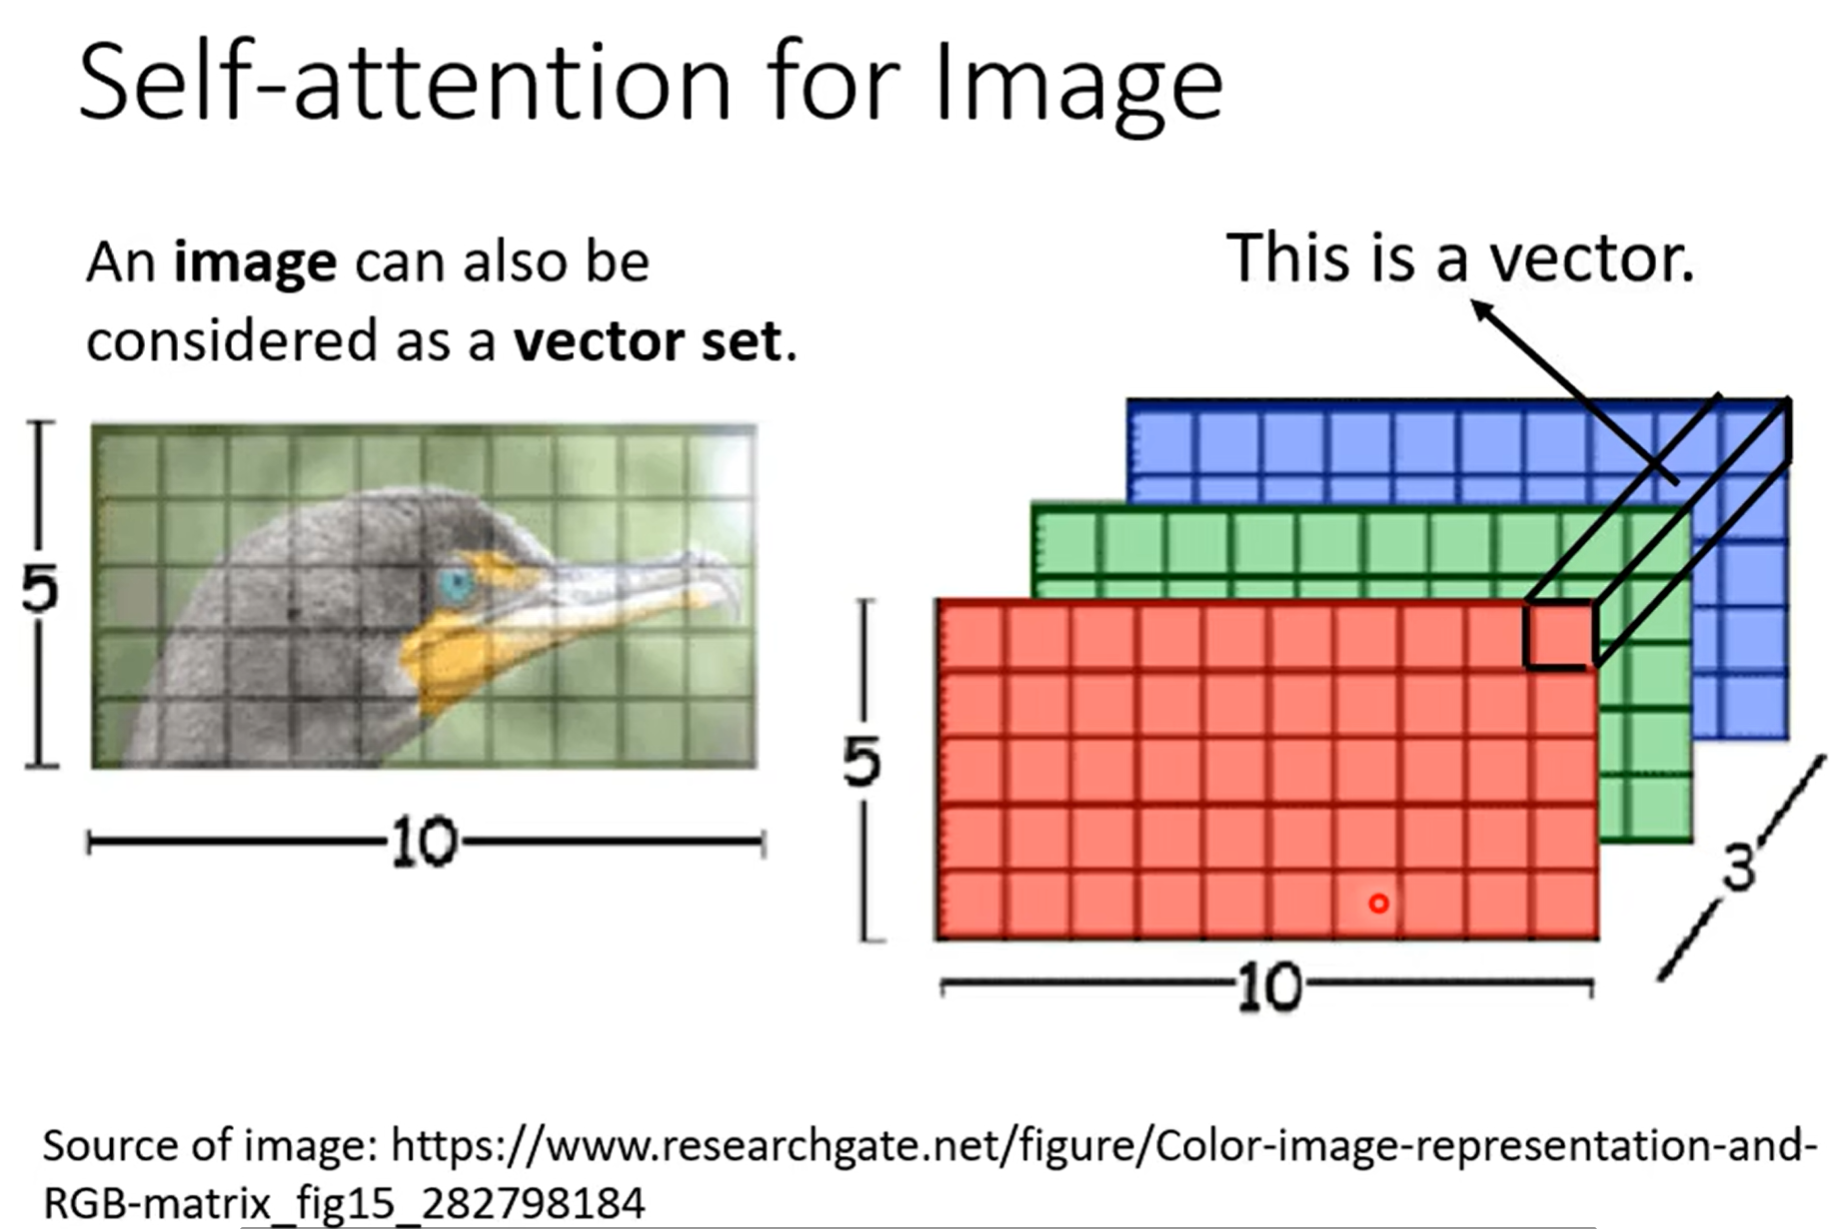 Self-attention for Image
An image can also be
considered as a vector set.
This is a vector.
5
10
5
10
3
Source of image: https://www.researchgate.net/figure/Color-image-representation-and-
RGB-matrix_fig15_282798184